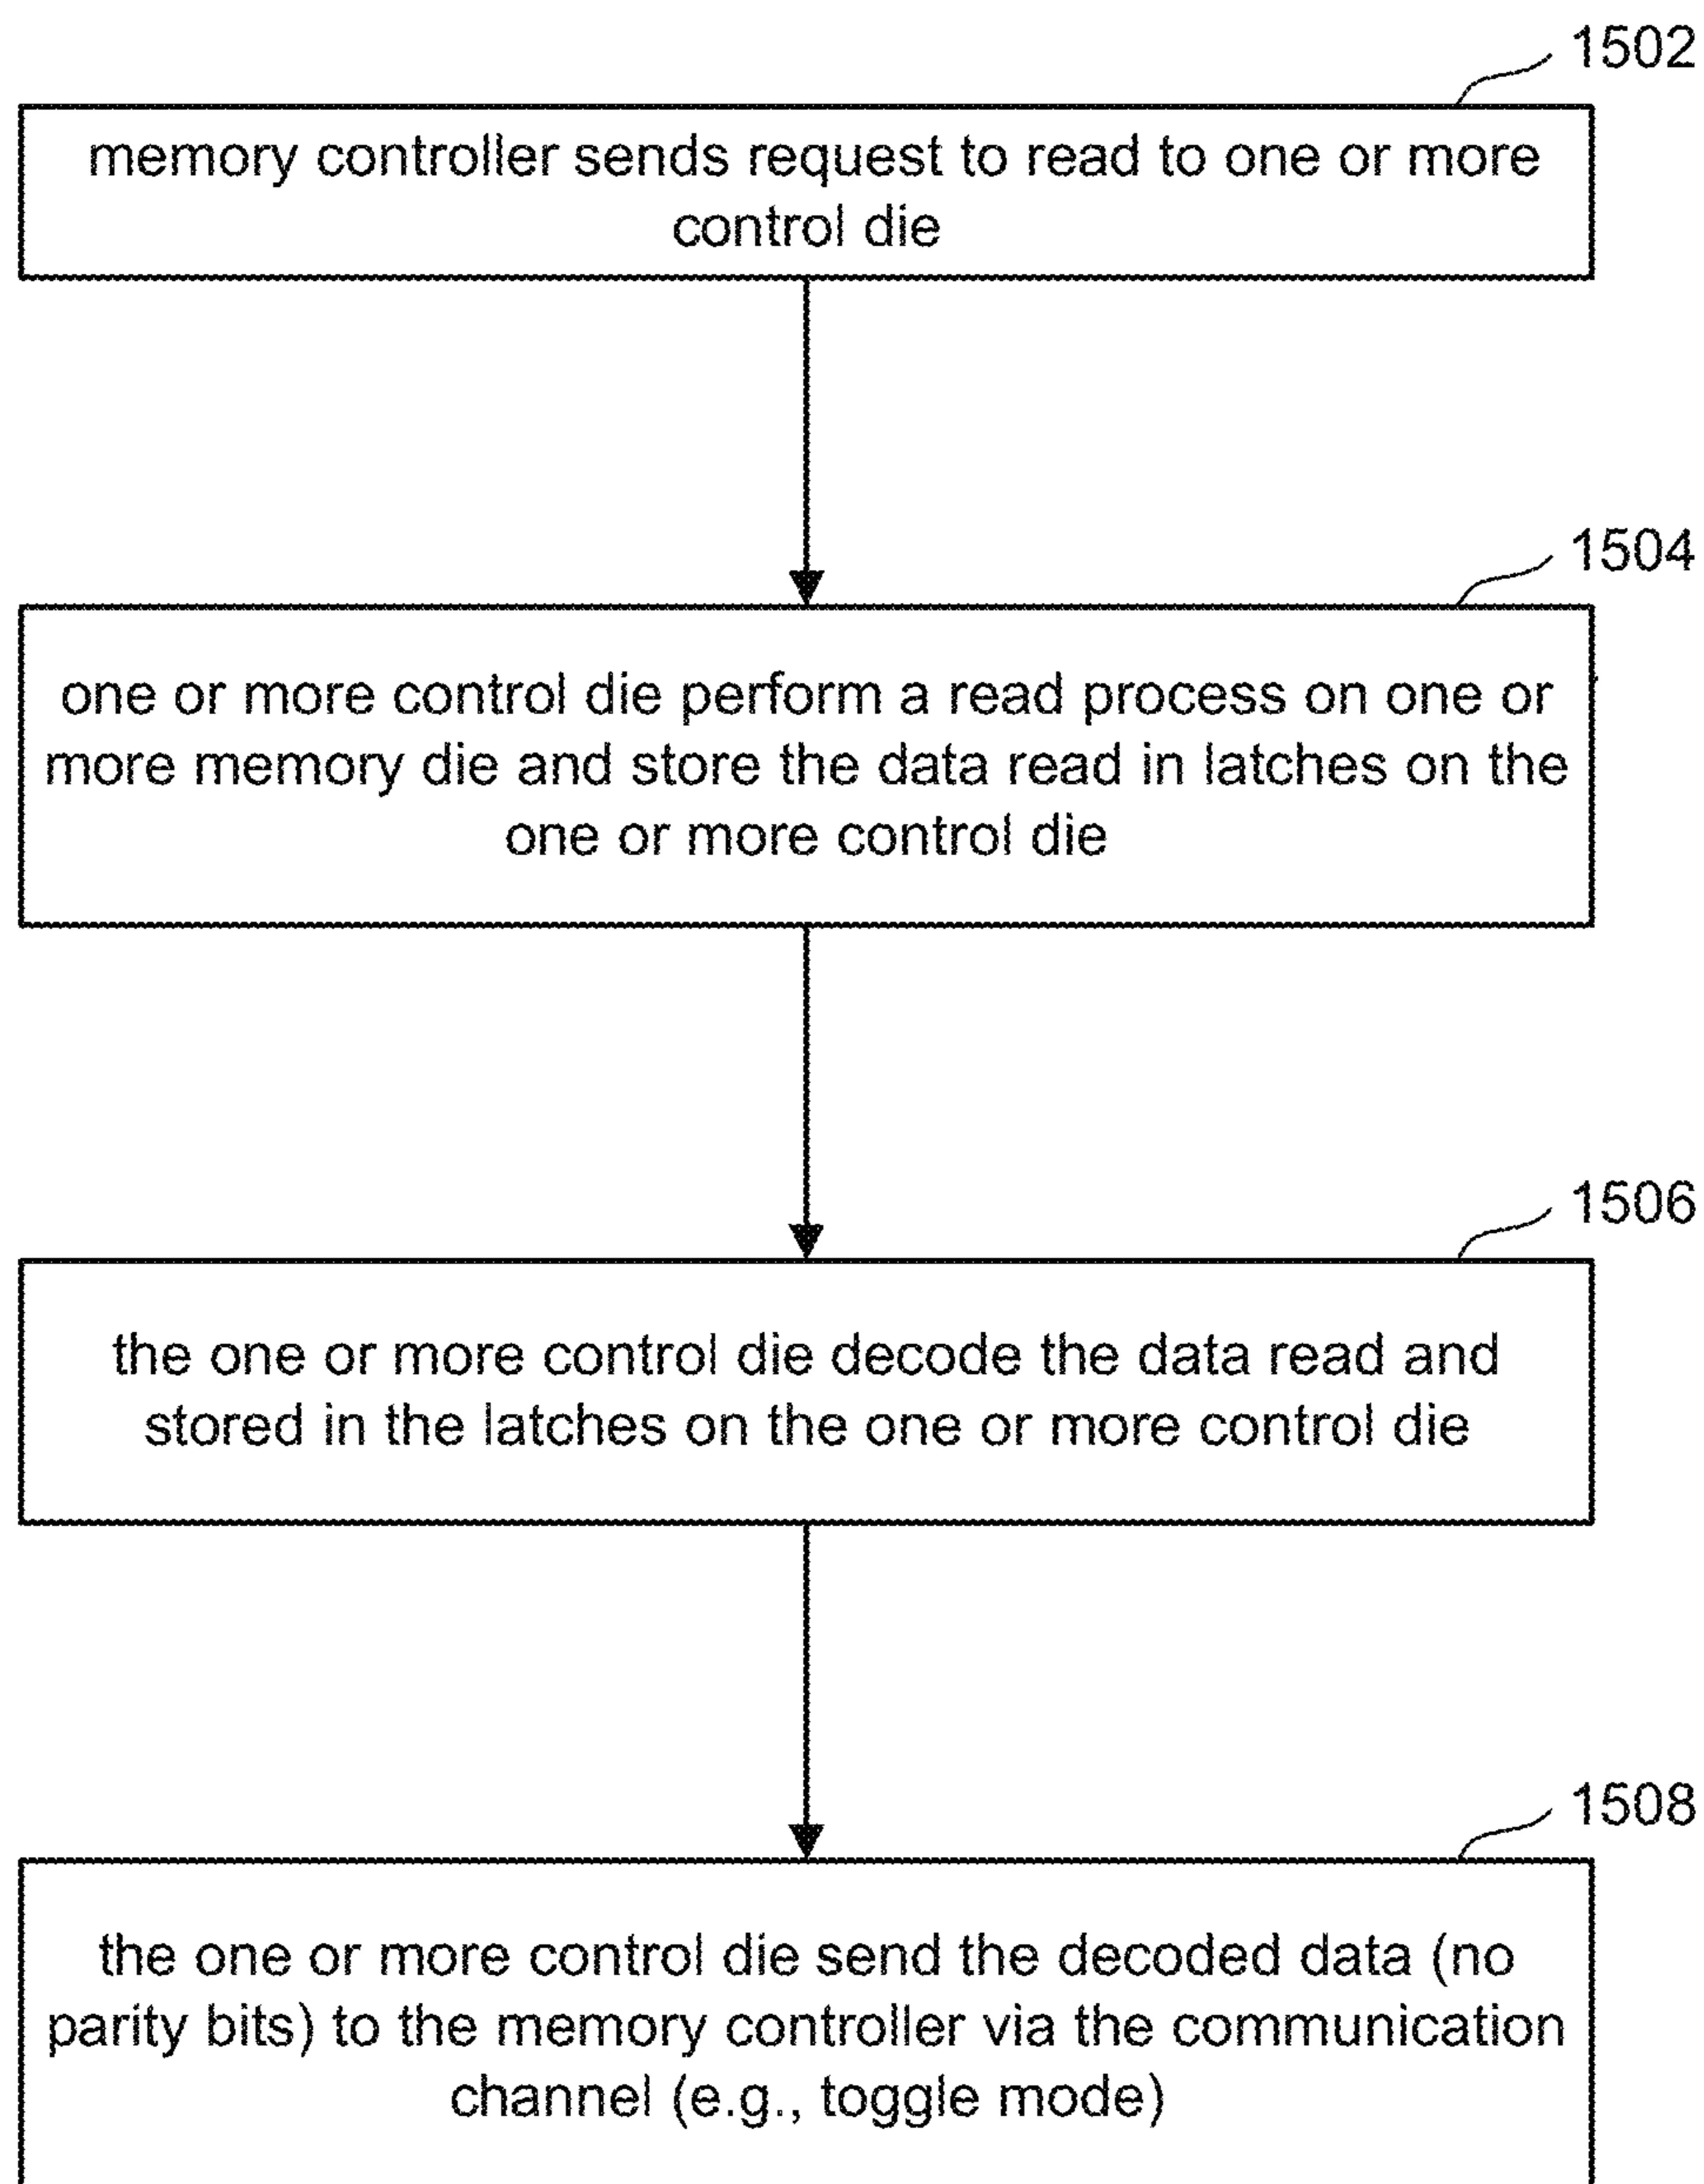 1502
memory controller sends request to read to one or more
control die
1504
one or more control die perform a read process on one or
more memory die and store the data read in latches on the
one or more control die
1506
the one or more control die decode the data read and
stored in the latches on the one or more control die
1508
the one or more control die send the decoded data (no
parity bits) to the memory controller via the communication
channel (e.g., toggle mode)